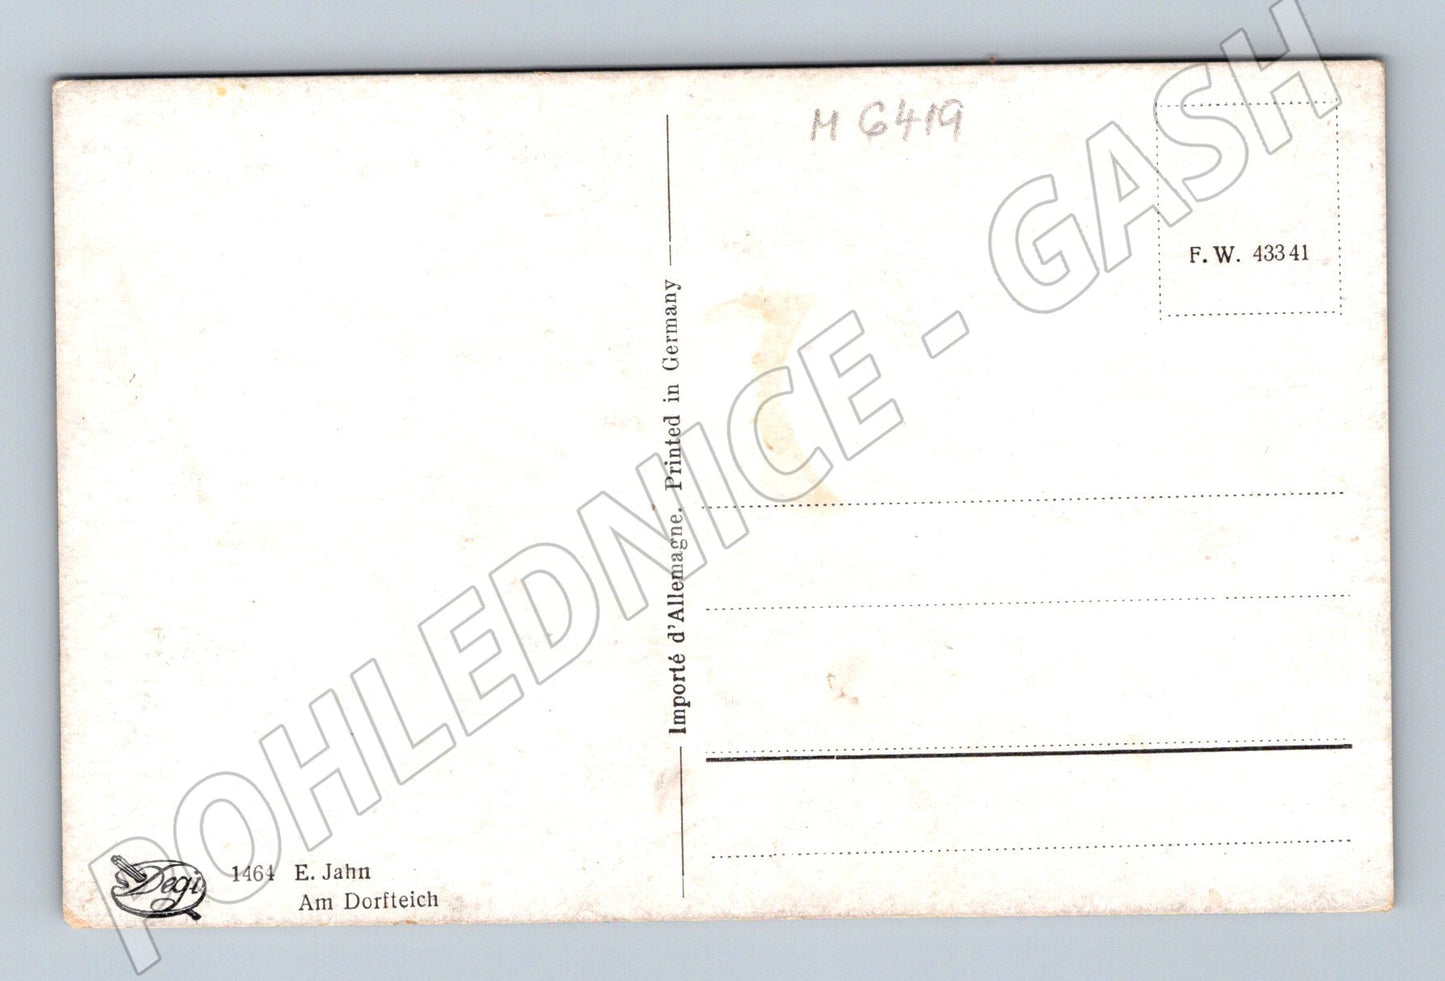 M 6419
F. W. 43341
Importé d'Allemagne. Printed in Germany
Degi
1464 E. Jahn
Am Dorfteich
POHLEDNICE - GASH